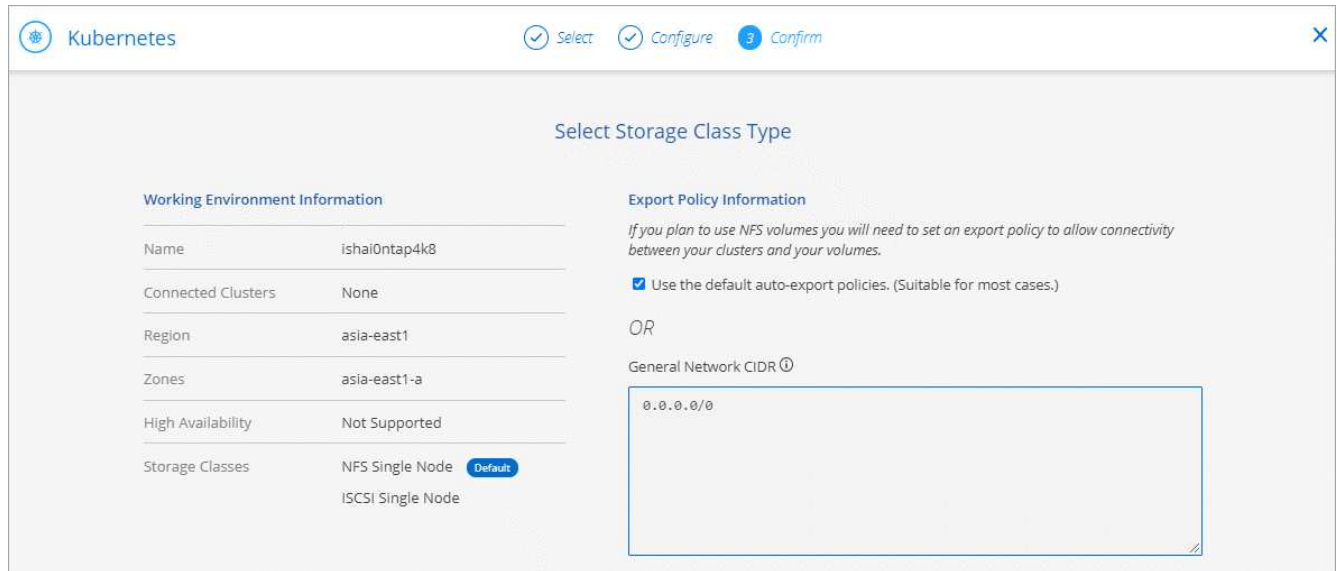 Kubernetes
Select
Configure
3 Confirm
Select Storage Class Type
Working Environment Information
Name ishai0ntap4k8
Connected Clusters None
Region asia-east1
Zones asia-east1-a
High Availability Not Supported
Storage Classes NFS Single Node Default
ISCSI Single Node
Export Policy Information
If you plan to use NFS volumes you will need to set an export policy to allow connectivity
between your clusters and your volumes.
Use the default auto-export policies. (Suitable for most cases.)
OR
General Network CIDR
0.0.0.0/0